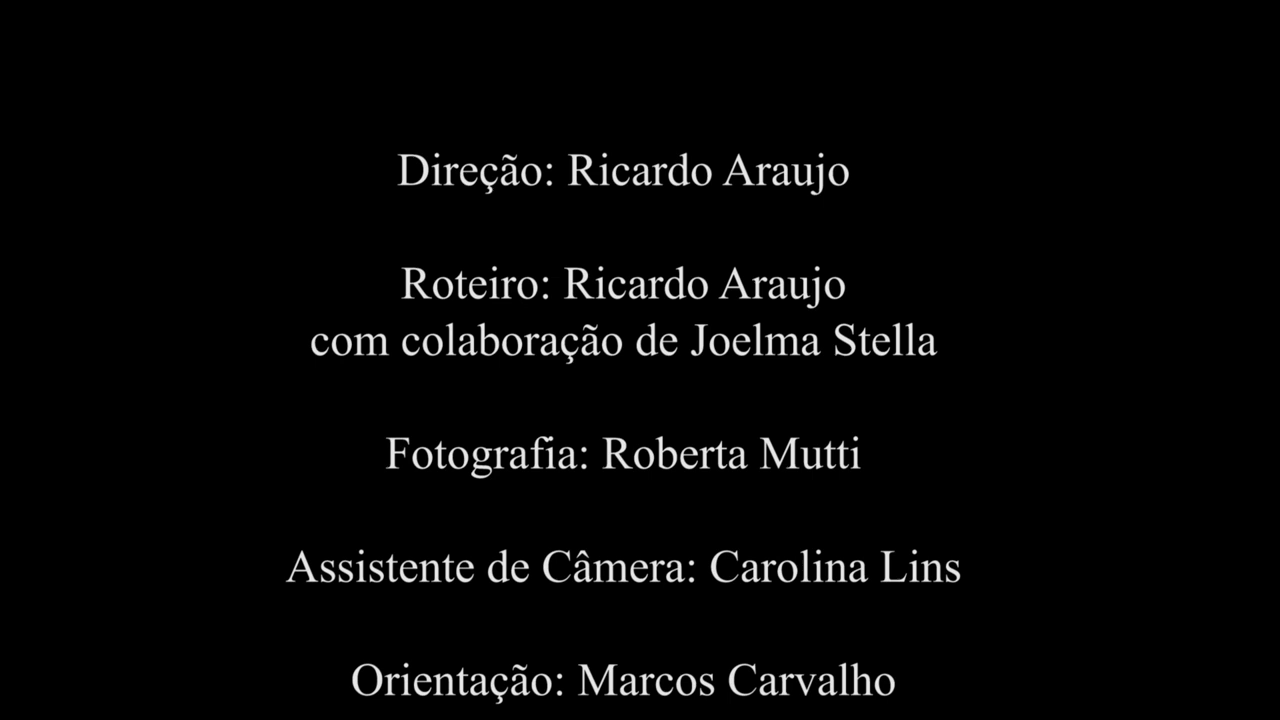 Direção: Ricardo Araujo
Roteiro: Ricardo Araujo
com colaboração de Joelma Stella
Fotografia: Roberta Mutti
Assistente de Câmera: Carolina Lins
Orientação: Marcos Carvalho